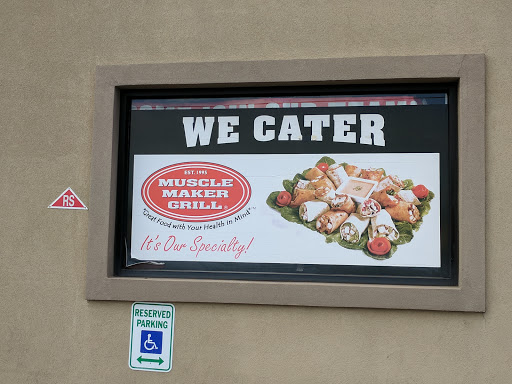 WE CATER
EST. 1995
MUSCLE
MAKER
GRILL
"Great Food with Your Health in Mind"
It's Our Specialty!
RS
RESERVED
PARKING